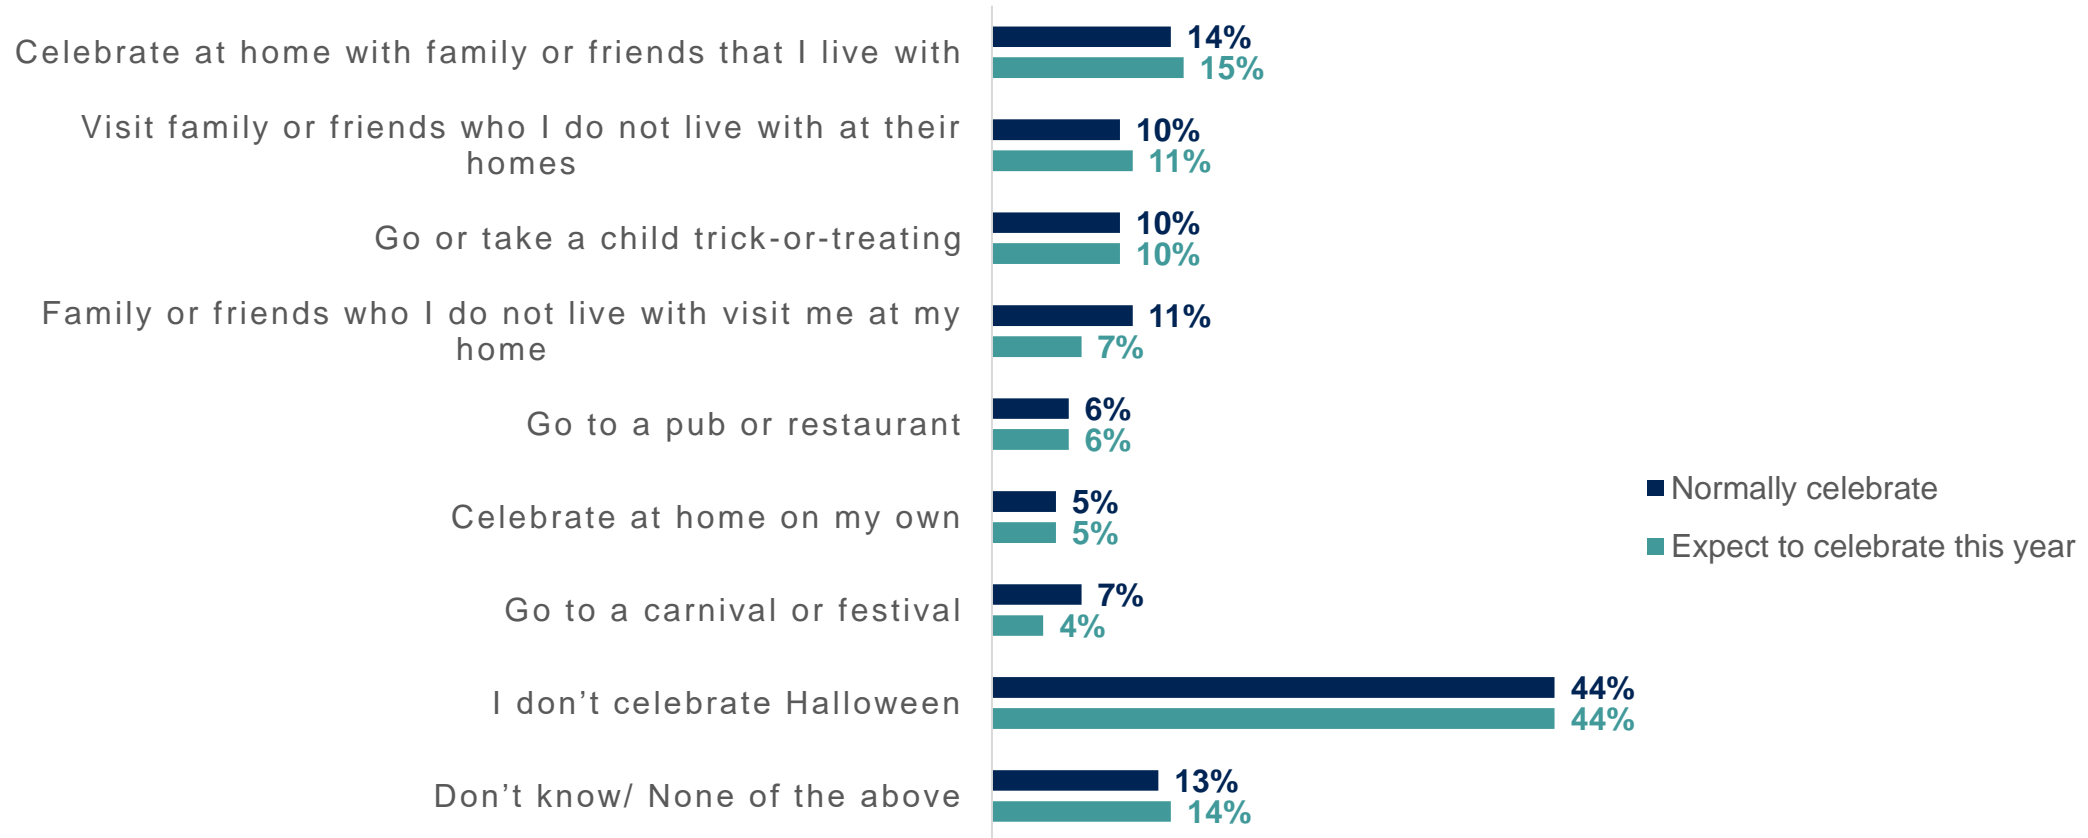 Celebrate at home with family or friends that I live with
14%
15%
Visit family or friends who I do not live with at their
homes
10%
11%
Go or take a child trick-or-treating
10%
10%
Family or friends who I do not live with visit me at my
home
11%
7%
Go to a pub or restaurant
6%
6%
Celebrate at home on my own
5%
5%
Go to a carnival or festival
7%
4%
I don’t celebrate Halloween
44%
44%
Don’t know/ None of the above
13%
14%
Normally celebrate
Expect to celebrate this year